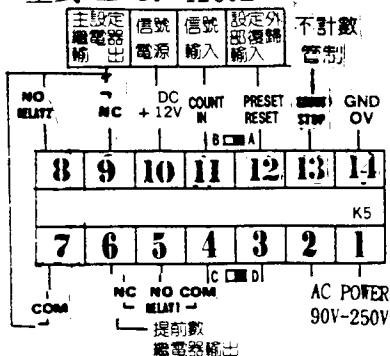 主設定 信號 信號 設定外 不計數
繼電器 部復歸
輸出 電源 輸入 輸入 管制
NO NC DC COUNT PRESET GND
RELAY2 +12V IN RESET STOP 0V
B A
8 9 10 11 12 13 14
K5
7 6 5 4 3 2 1
C D
COM NC NO COM AC POWER
RELAY1 90V-250V
提前數
繼電器輸出